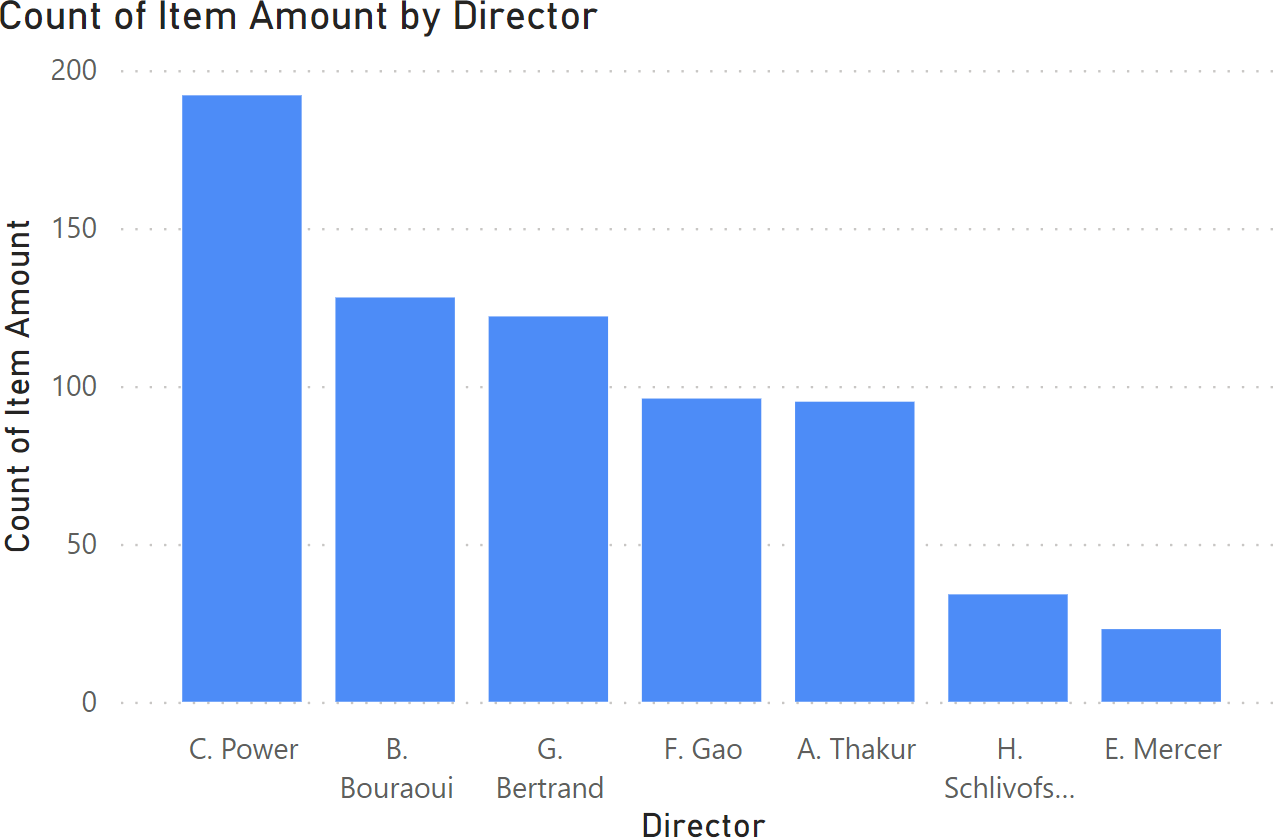 Count of Item Amount by Director
200
150
100
50
0
Count of Item Amount
C. Power
B.
Bouraoui
G.
Bertrand
F. Gao
A. Thakur
H.
Schlivofs...
E. Mercer
Director